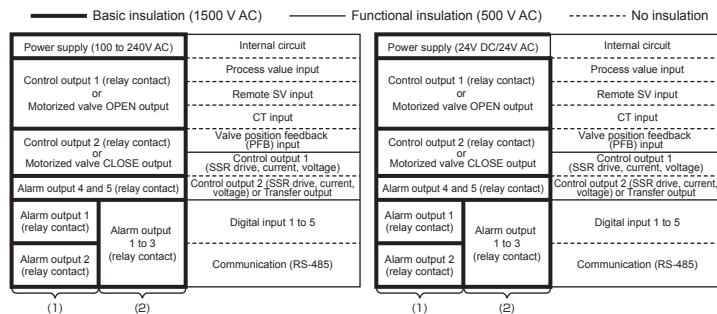 Basic insulation (1500 V AC)
Functional insulation (500 V AC)
No insulation
Power supply (100 to 240V AC)
Internal circuit
Control output 1 (relay contact)
or
Motorized valve OPEN output
Process value input
Remote SV input
CT input
Control output 2 (relay contact)
or
Motorized valve CLOSE output
Valve position feedback
(PFB) input
Control output 1
(SSR drive, current, voltage)
Alarm output 4 and 5 (relay contact)
Control output 2 (SSR drive, current,
voltage) or Transfer output
Alarm output 1
(relay contact)
Alarm output 2
(relay contact)
Alarm output
1 to 3
(relay contact)
Digital input 1 to 5
Communication (RS-485)
(1)
(2)
Power supply (24V DC/24V AC)
Internal circuit
Control output 1 (relay contact)
or
Motorized valve OPEN output
Process value input
Remote SV input
CT input
Control output 2 (relay contact)
or
Motorized valve CLOSE output
Valve position feedback
(PFB) input
Control output 1
(SSR drive, current, voltage)
Alarm output 4 and 5 (relay contact)
Control output 2 (SSR drive, current,
voltage) or Transfer output
Alarm output 1
(relay contact)
Alarm output 2
(relay contact)
Alarm output
1 to 3
(relay contact)
Digital input 1 to 5
Communication (RS-485)
(1)
(2)